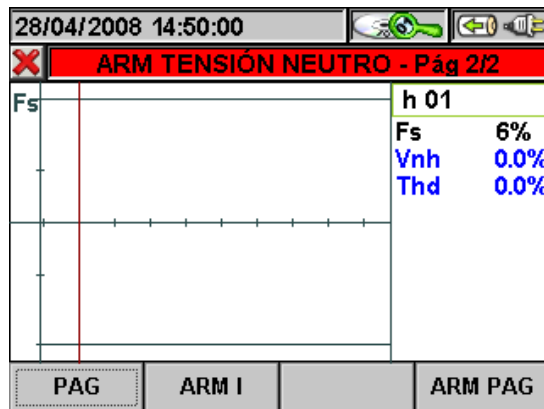 28/04/2008 14:50:00
ARM TENSIÓN NEUTRO - Pág 2/2
Fs
h 01
Fs 6%
Vnh 0.0%
Thd 0.0%
PAG ARM I ARM PAG